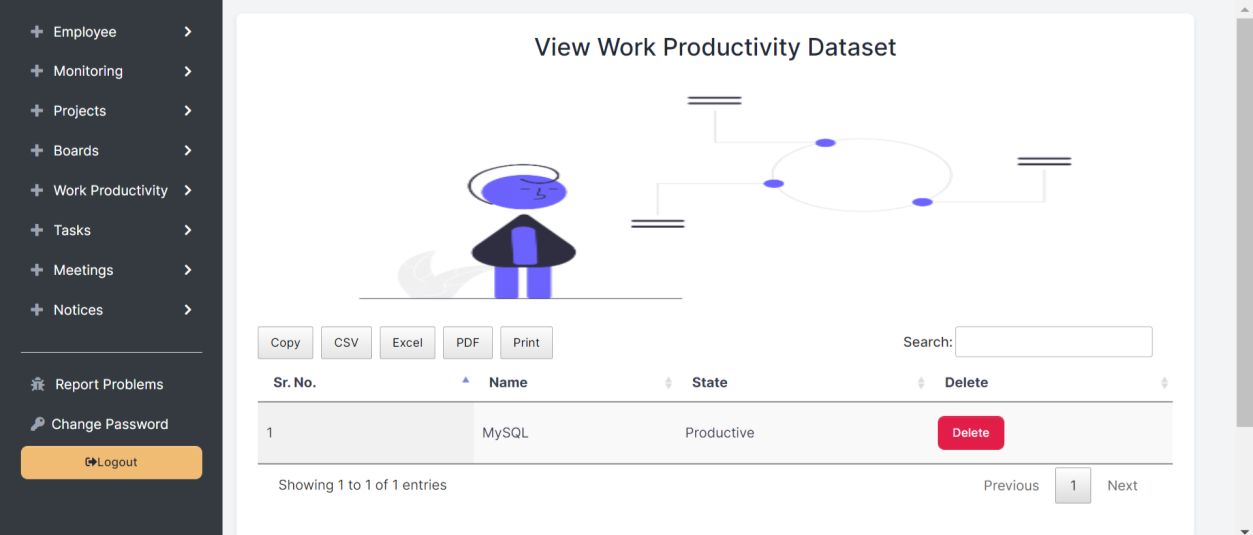 Employee
Monitoring
Projects
Boards
Work Productivity
Tasks
Meetings
Notices
Report Problems
Change Password
Logout
View Work Productivity Dataset
Copy CSV Excel PDF Print Search:
Sr. No. Name State Delete
1 MySQL Productive Delete
Showing 1 to 1 of 1 entries Previous 1 Next